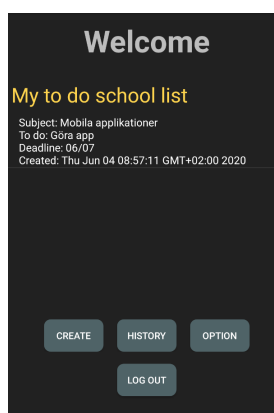 Welcome
My to do school list
Subject: Mobila applikationer
To do: Göra app
Deadline: 06/07
Created: Thu Jun 04 08:57:11 GMT+02:00 2020
CREATE
HISTORY
OPTION
LOG OUT